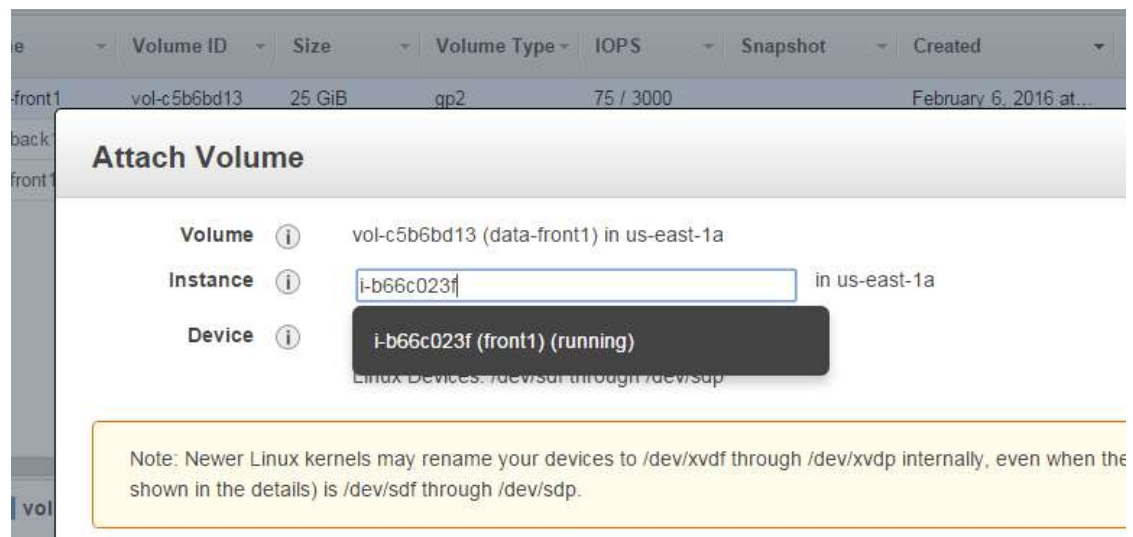 Volume ID Size Volume Type IOPS Snapshot Created
-front1 vol-c5b6bd13 25 GiB gp2 75 / 3000 February 6, 2016 at...
Attach Volume
Volume vol-c5b6bd13 (data-front1) in us-east-1a
Instance i-b66c023f in us-east-1a
Device
i-b66c023f (front1) (running)
Linux Devices: /dev/sdf through /dev/sdp
Note: Newer Linux kernels may rename your devices to /dev/xvdf through /dev/xvdp internally, even when the
shown in the details) is /dev/sdf through /dev/sdp.
vol